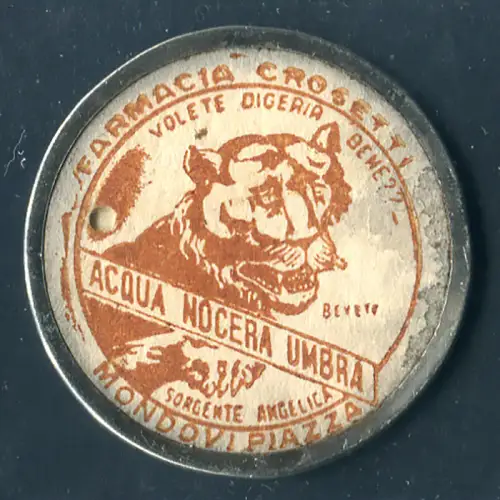 FARMACIA CROSETTI
VOLETE DIGERIR
BENE??
BEVETE
ACQUA NOCERA UMBRA
SORGENTE ANGELICA
MONDOVI PIAZZA